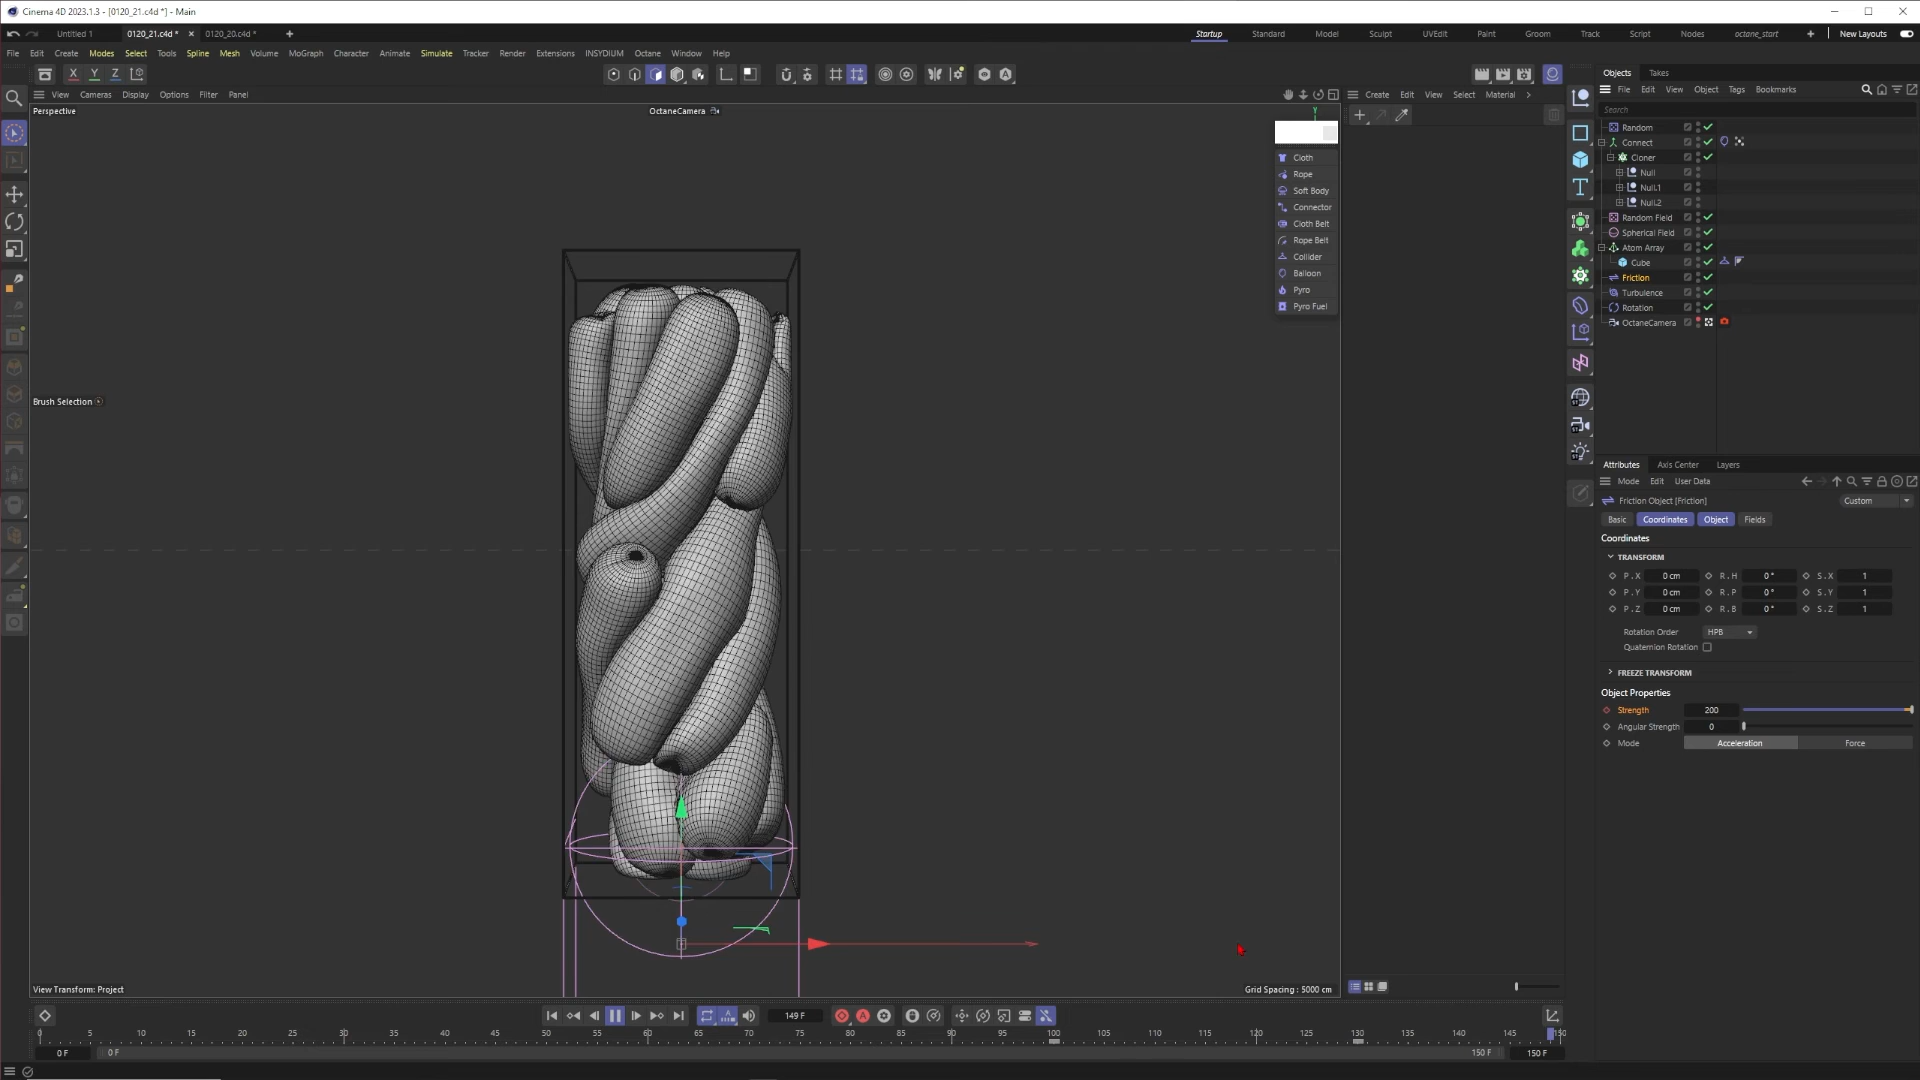 Cinema 4D 2023.1.3 - [0120_21.c4d *] - Main
Untitled 1 0120_21.c4d * 0120_20.c4d *
Startup Standard Model Sculpt UVEdit Paint Groom Track Script Nodes octane_start New Layouts
File Edit Create Modes Select Tools Spline Mesh Volume MoGraph Character Animate Simulate Tracker Render Extensions INSYDIUM Octane Window Help
X Y Z
View Cameras Display Options Filter Panel
Perspective
OctaneCamera
Y
Brush Selection
Cloth
Rope
Soft Body
Connector
Cloth Belt
Rope Belt
Collider
Balloon
Pyro
Pyro Fuel
View Transform: Project
Grid Spacing : 5000 cm
Create Edit View Select Material
Objects Takes
File Edit View Object Tags Bookmarks
Search
Random
Connect
Cloner
Null
Null.1
Null.2
Random Field
Spherical Field
Atom Array
Cube
Friction
Turbulence
Rotation
OctaneCamera
Attributes Axis Center Layers
Mode Edit User Data
Friction Object [Friction] Custom
Basic Coordinates Object Fields
Coordinates
TRANSFORM
P . X 0 cm R . H 0 ° S . X 1
P . Y 0 cm R . P 0 ° S . Y 1
P . Z 0 cm R . B 0 ° S . Z 1
Rotation Order HPB
Quaternion Rotation
FREEZE TRANSFORM
Object Properties
Strength 200
Angular Strength 0
Mode Acceleration Force
149 F
0 5 10 15 20 25 30 35 40 45 50 55 60 65 70 75 80 85 90 95 100 105 110 115 120 125 130 135 140 145 150
0 F 0 F 150 F 150 F